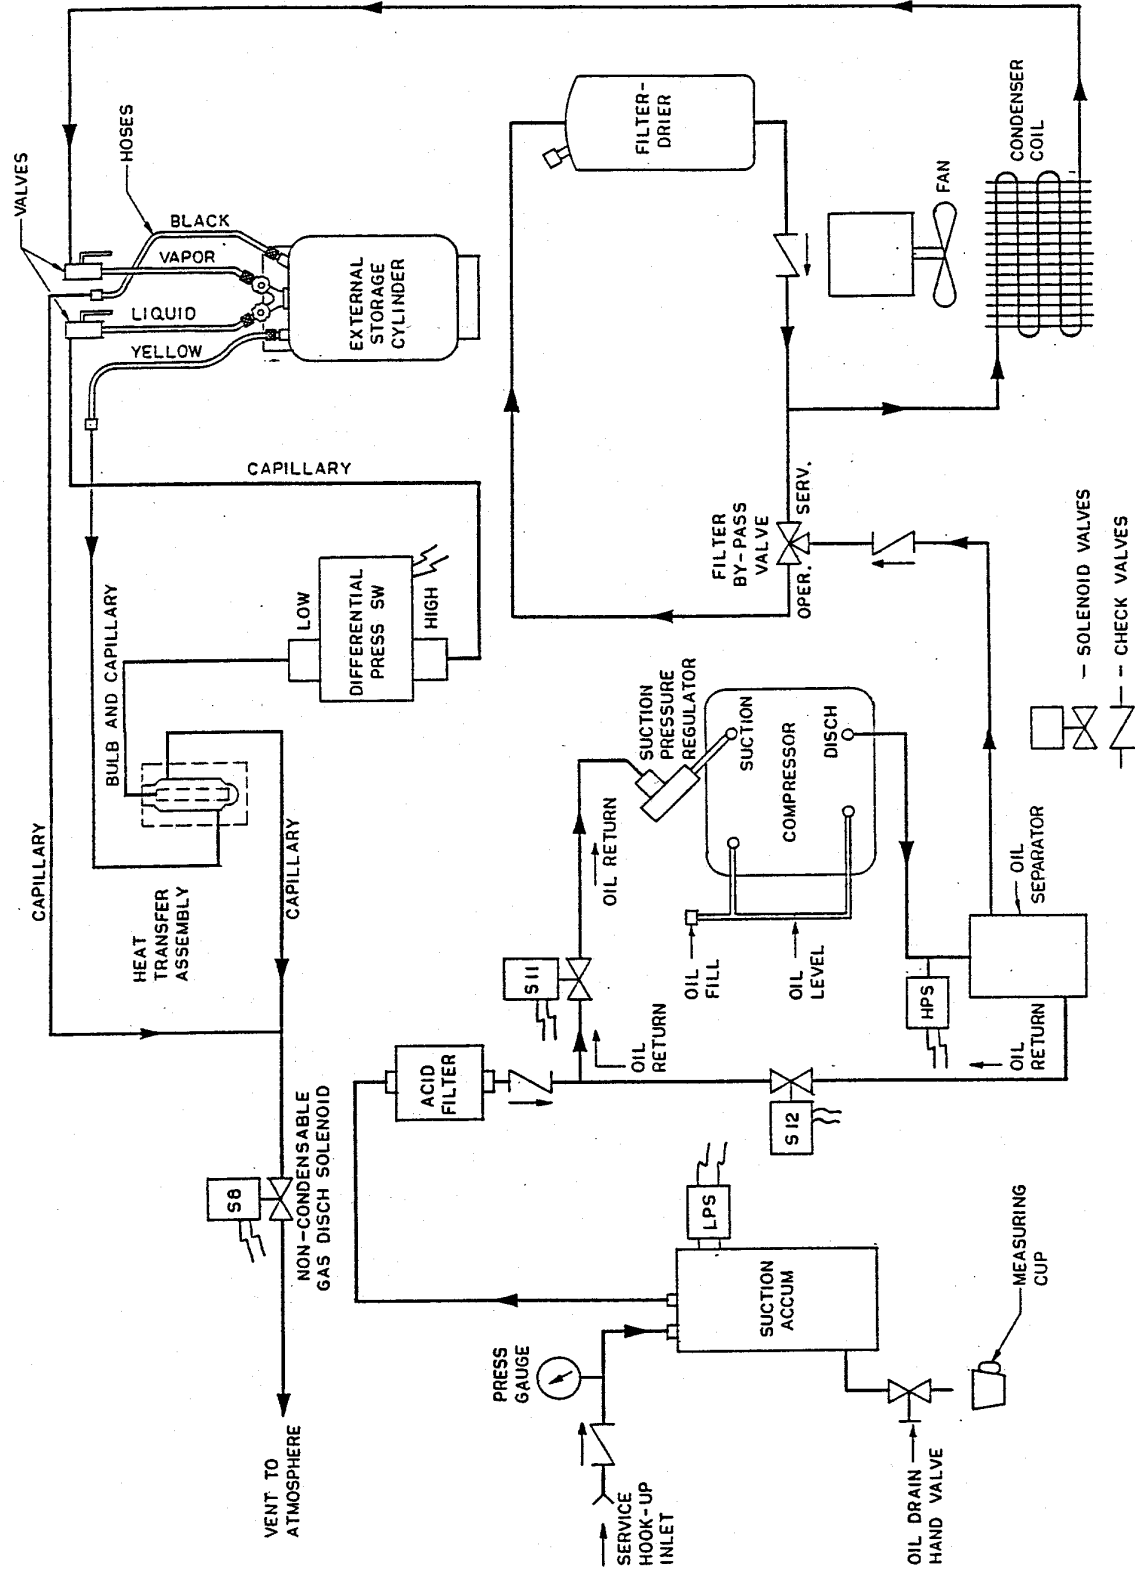 VALVES
HOSES
BLACK
VAPOR
LIQUID
YELLOW
EXTERNAL
STORAGE
CYLINDER
FILTER-
DRIER
CONDENSER
COIL
FAN
CAPILLARY
DIFFERENTIAL
PRESS SW
LOW
HIGH
BULB AND CAPILLARY
FILTER
BY-PASS
VALVE
OPER.
SERV.
CAPILLARY
CAPILLARY
HEAT
TRANSFER
ASSEMBLY
SUCTION
PRESSURE
REGULATOR
SUCTION
COMPRESSOR
DISCH
OIL RETURN
S11
OIL
FILL
OIL
LEVEL
OIL
SEPARATOR
HPS
OIL
RETURN
OIL
RETURN
ACID
FILTER
S12
S8
NON-CONDENSABLE
GAS DISCH SOLENOID
VENT TO
ATMOSPHERE
LPS
SUCTION
ACCUM
PRESS
GAUGE
SERVICE
HOOK-UP
INLET
OIL DRAIN
HAND VALVE
MEASURING
CUP
- SOLENOID VALVES
- CHECK VALVES